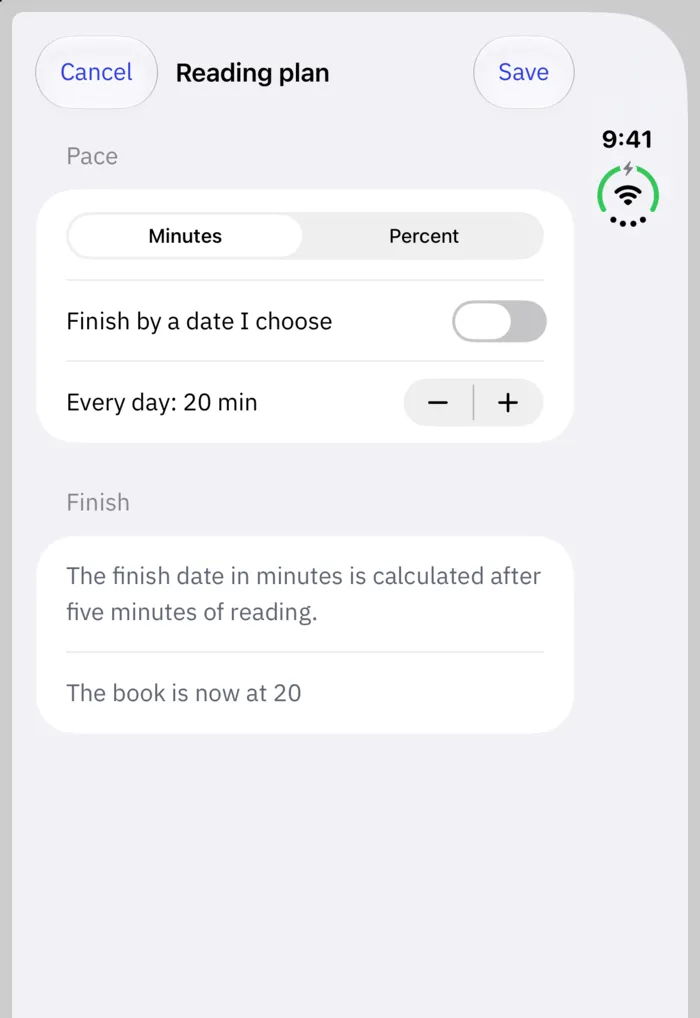 Cancel
Reading plan
Save
9:41
Pace
Minutes
Percent
Finish by a date I choose
Every day: 20 min
Finish
The finish date in minutes is calculated after
five minutes of reading.
The book is now at 20